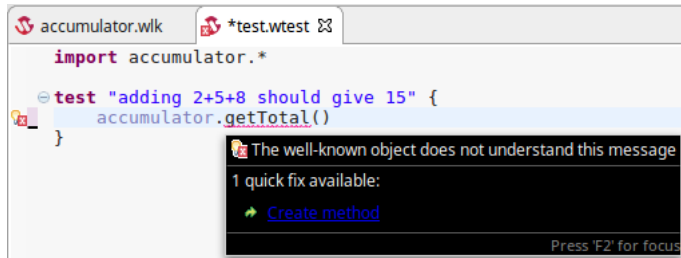 accumulator.wlk
*test.wtest
import accumulator.*
test "adding 2+5+8 should give 15" {
accumulator.getTotal()
}
The well-known object does not understand this message
1 quick fix available:
Create method
Press 'F2' for focus